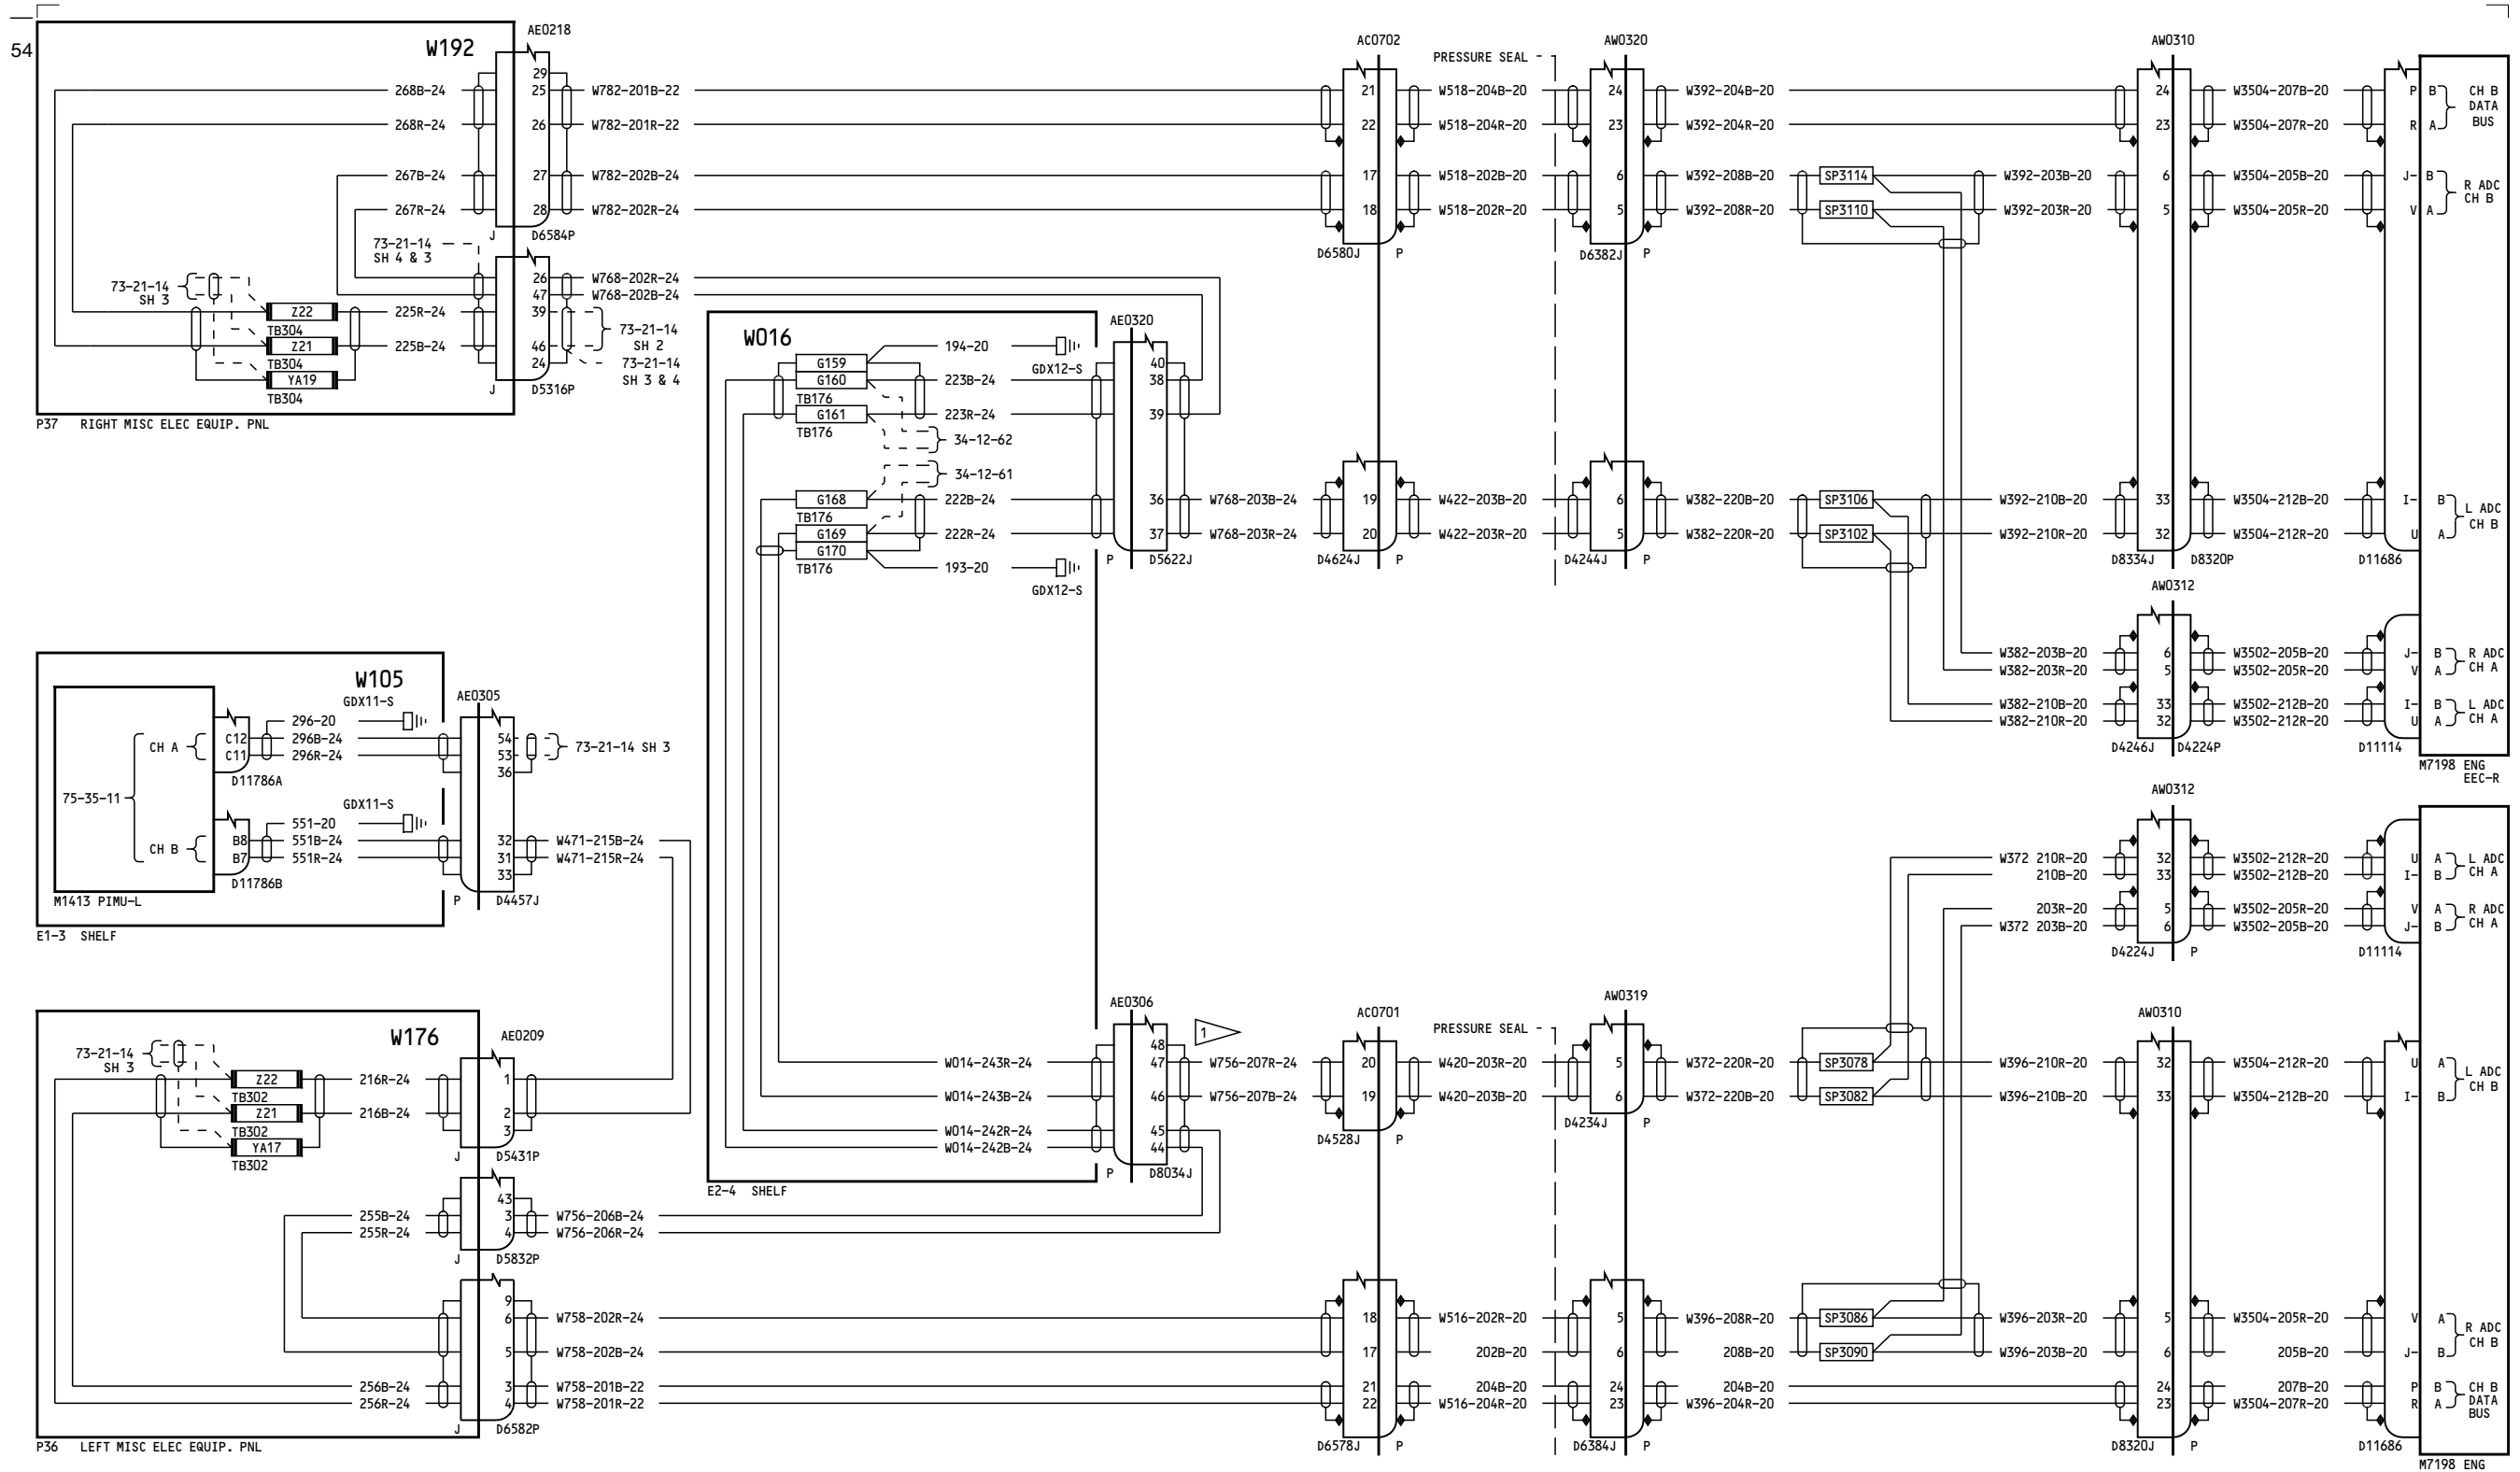 54
W192
AE0218
29
268B-24
25
W782-201B-22
268R-24
26
W782-201R-22
267B-24
27
W782-202B-24
267R-24
28
W782-202R-24
J
D6584P
73-21-14
SH 4 & 3
26
W768-202R-24
47
W768-202B-24
73-21-14
SH 3
Z22
TB304
225R-24
39
73-21-14
SH 2
Z21
TB304
225B-24
46
24
73-21-14
SH 3 & 4
YA19
TB304
J
D5316P
P37 RIGHT MISC ELEC EQUIP. PNL
AC0702
PRESSURE SEAL
AW0320
AW0310
21
W518-204B-20
24
W392-204B-20
24
W3504-207B-20
P B
22
W518-204R-20
23
W392-204R-20
23
W3504-207R-20
R A
CH B
DATA
BUS
17
W518-202B-20
6
W392-208B-20
SP3114
W392-203B-20
6
W3504-205B-20
J- B
18
W518-202R-20
5
W392-208R-20
SP3110
W392-203R-20
5
W3504-205R-20
V A
R ADC
CH B
D6580J P
D6382J P
W016
AE0320
G159
194-20
GDX12-S
40
G160
TB176
223B-24
38
G161
TB176
223R-24
39
34-12-62
34-12-61
G168
TB176
222B-24
36
W768-203B-24
19
W422-203B-20
6
W382-220B-20
SP3106
W392-210B-20
33
W3504-212B-20
I- B
G169
222R-24
37
W768-203R-24
20
W422-203R-20
5
W382-220R-20
SP3102
W392-210R-20
32
W3504-212R-20
U A
L ADC
CH B
G170
TB176
193-20
GDX12-S
P D5622J
D4624J P
D4244J P
D8334J D8320P
D11686
AW0312
W382-203B-20
6
W3502-205B-20
J- B
W382-203R-20
5
W3502-205R-20
V A
R ADC
CH A
W382-210B-20
33
W3502-212B-20
I- B
W382-210R-20
32
W3502-212R-20
U A
L ADC
CH A
D4246J D4224P
D11114
M7198 ENG
EEC-R
W105
AE0305
GDX11-S
296-20
CH A
C12
296B-24
54
C11
296R-24
53
36
73-21-14 SH 3
D11786A
75-35-11
GDX11-S
551-20
CH B
B8
551B-24
32
W471-215B-24
B7
551R-24
31
W471-215R-24
33
D11786B
M1413 PIMU-L
P D4457J
E1-3 SHELF
AW0312
W372 210R-20
32
W3502-212R-20
U A
210B-20
33
W3502-212B-20
I- B
L ADC
CH A
203R-20
5
W3502-205R-20
V A
W372 203B-20
6
W3502-205B-20
J- B
R ADC
CH A
D4224J P
D11114
W176
AE0209
73-21-14
SH 3
Z22
TB302
216R-24
1
Z21
TB302
216B-24
2
3
YA17
TB302
J D5431P
43
255B-24
3
W756-206B-24
255R-24
4
W756-206R-24
J D5832P
9
6
W758-202R-24
5
W758-202B-24
256B-24
3
W758-201B-22
256R-24
4
W758-201R-22
J D6582P
P36 LEFT MISC ELEC EQUIP. PNL
AE0306
1
48
W014-243R-24
47
W756-207R-24
W014-243B-24
46
W756-207B-24
W014-242R-24
45
W014-242B-24
44
P D8034J
E2-4 SHELF
AC0701
PRESSURE SEAL
AW0319
AW0310
20
W420-203R-20
5
W372-220R-20
SP3078
W396-210R-20
32
W3504-212R-20
U A
19
W420-203B-20
6
W372-220B-20
SP3082
W396-210B-20
33
W3504-212B-20
I- B
L ADC
CH B
D4528J P
D4234J P
18
W516-202R-20
5
W396-208R-20
SP3086
W396-203R-20
5
W3504-205R-20
V A
17
202B-20
6
208B-20
SP3090
W396-203B-20
6
205B-20
J- B
R ADC
CH B
21
204B-20
24
204B-20
24
207B-20
P B
22
W516-204R-20
23
W396-204R-20
23
W3504-207R-20
R A
CH B
DATA
BUS
D6578J P
D6384J P
D8320J P
D11686
M7198 ENG